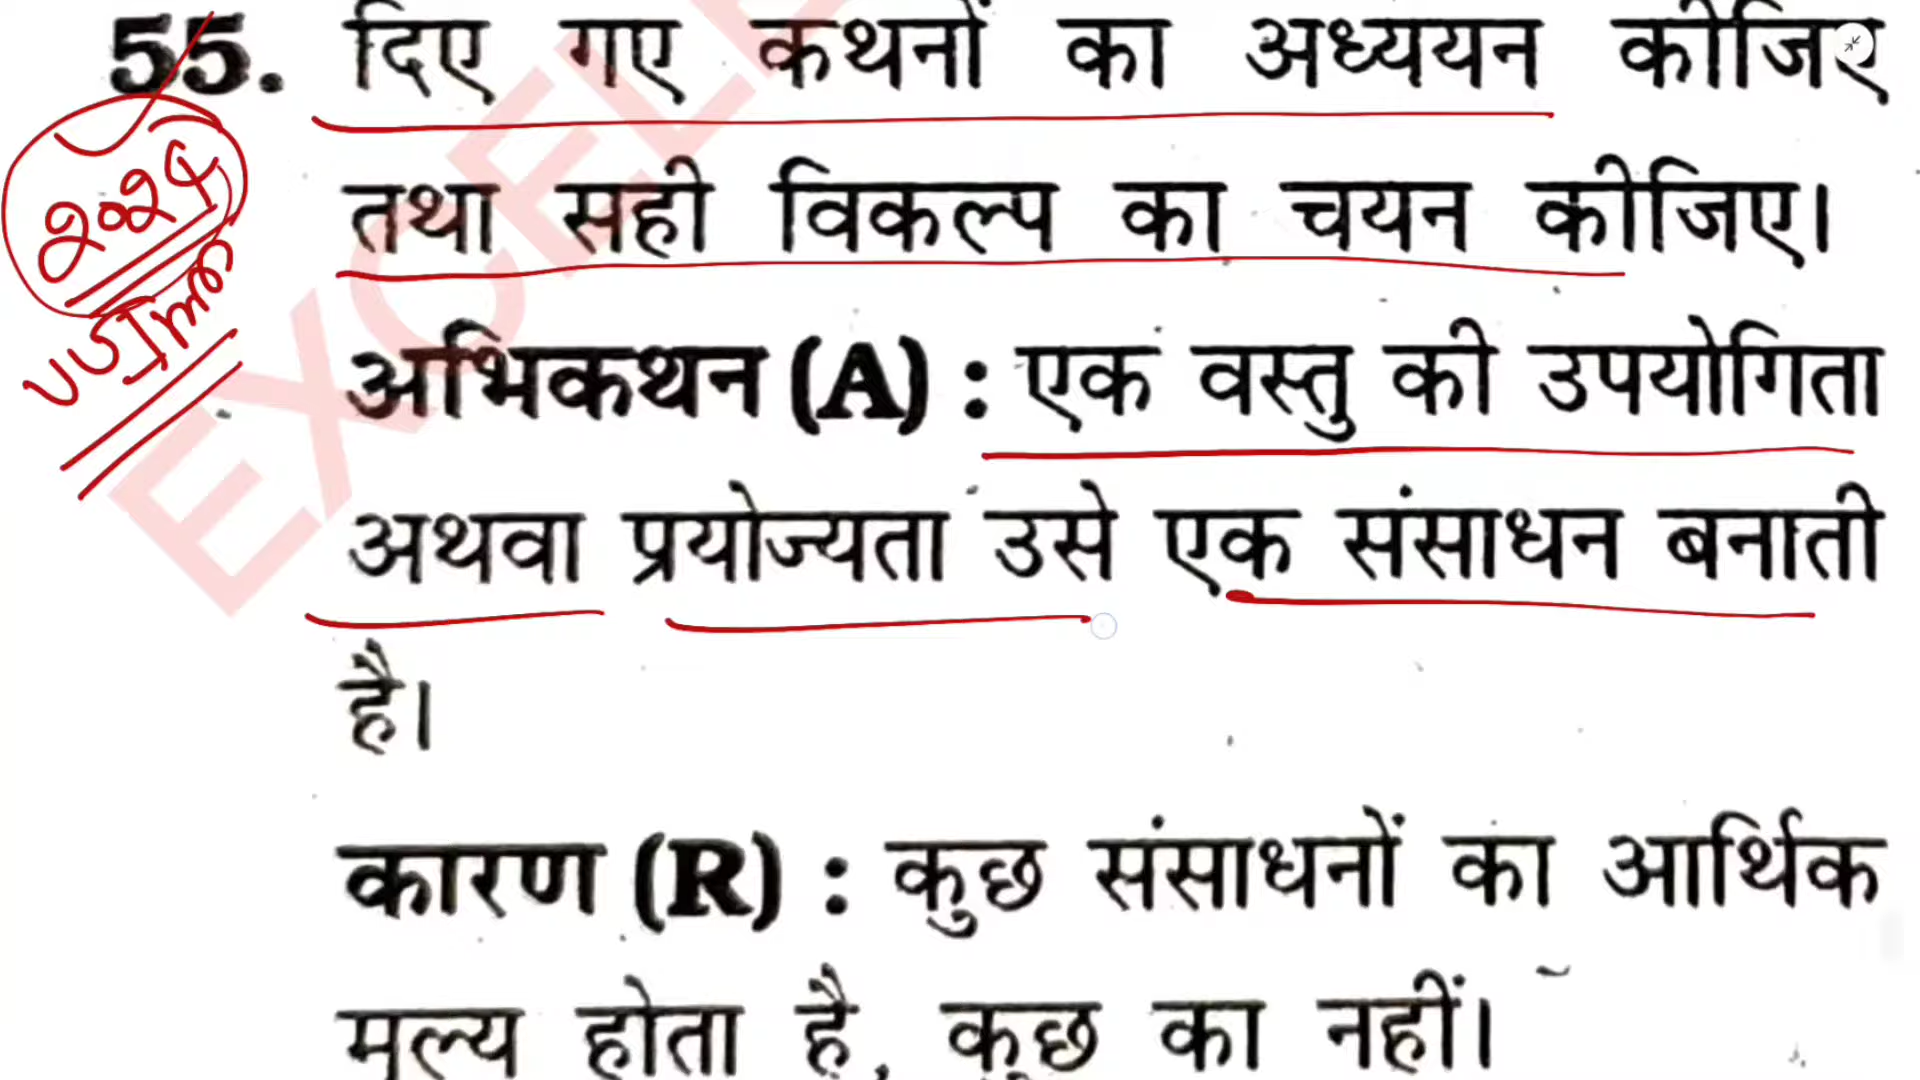 55. दिए गए कथनों का अध्ययन कीजिए
तथा सही विकल्प का चयन कीजिए।
2024
अभिकथन (A) : एक वस्तु की उपयोगिता
अथवा प्रयोज्यता उसे एक संसाधन बनाती
है।
कारण (R) : कुछ संसाधनों का आर्थिक
मूल्य होता है, कुछ का नहीं।